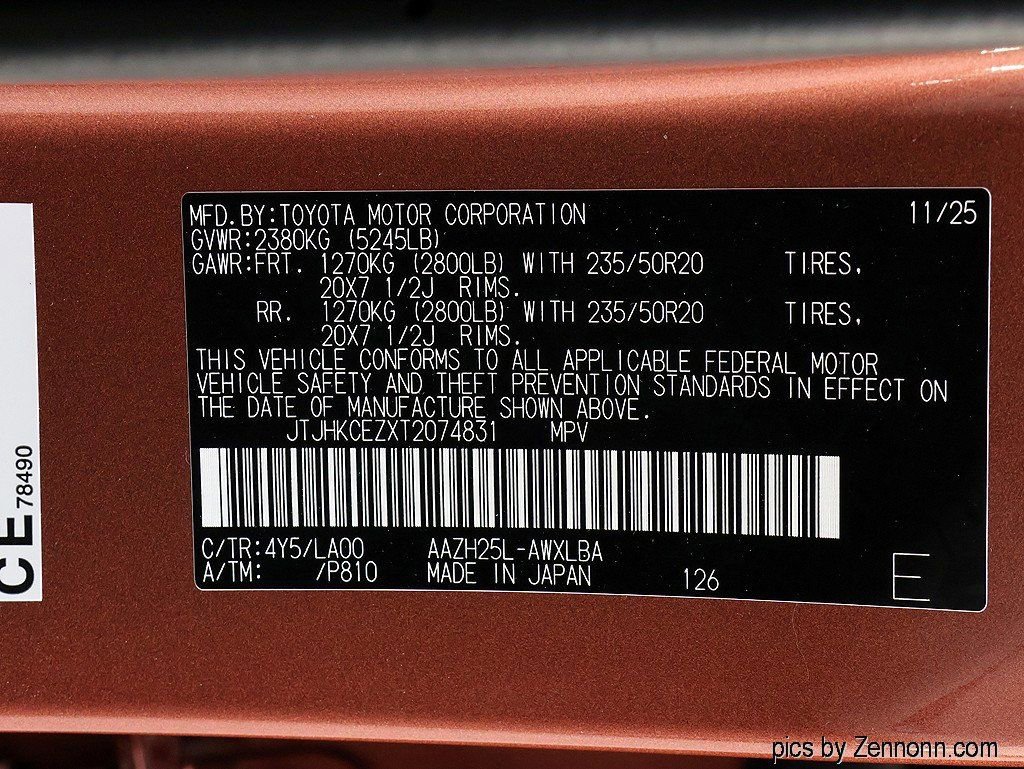 MFD.BY:TOYOTA MOTOR CORPORATION 11/25
GVWR:2380KG (5245LB)
GAWR:FRT. 1270KG (2800LB) WITH 235/50R20 TIRES,
20X7 1/2J RIMS.
RR. 1270KG (2800LB) WITH 235/50R20 TIRES,
20X7 1/2J RIMS.
THIS VEHICLE CONFORMS TO ALL APPLICABLE FEDERAL MOTOR
VEHICLE SAFETY AND THEFT PREVENTION STANDARDS IN EFFECT ON
THE DATE OF MANUFACTURE SHOWN ABOVE.
JTJHKCEZXT2074831 MPV
C/TR:4Y5/LA00 AAZH25L-AWXLBA
A/TM: /P810 MADE IN JAPAN 126 E
CE 78490
pics by Zennonn.com